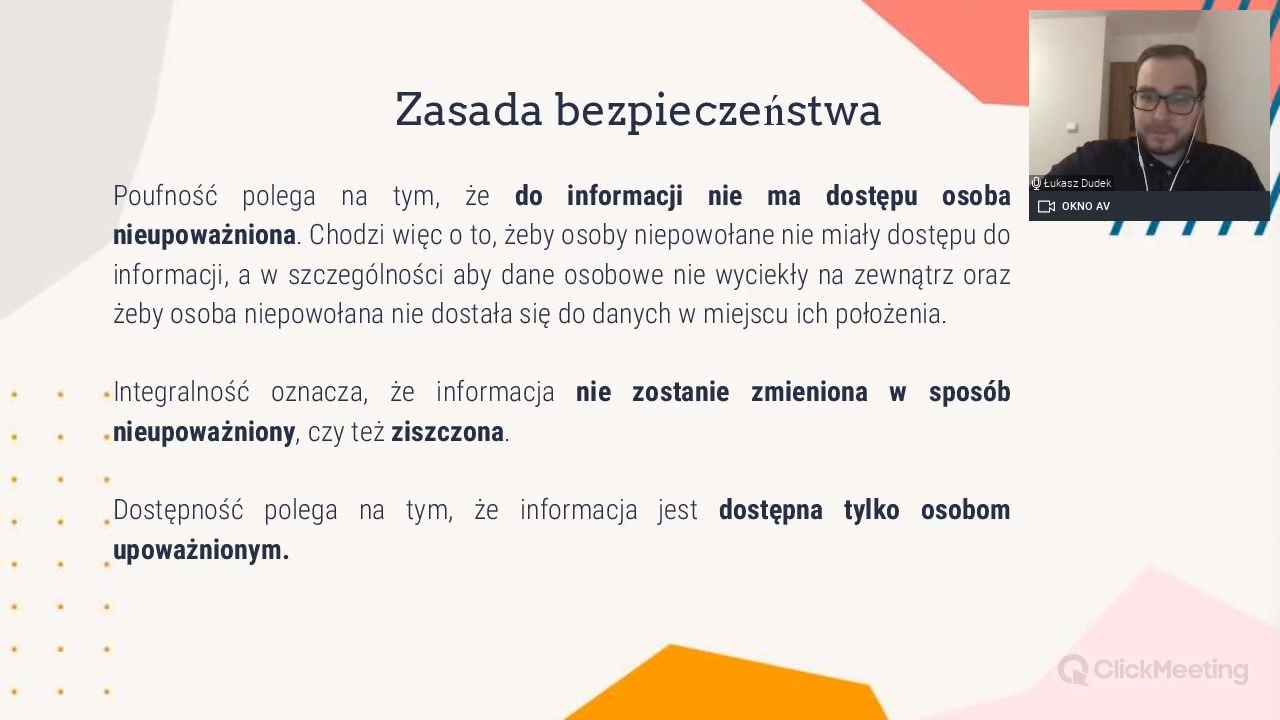 Zasada bezpieczeństwa
Poufność polega na tym, że do informacji nie ma dostępu osoba
nieupoważniona. Chodzi więc o to, żeby osoby niepowołane nie miały dostępu do
informacji, a w szczególności aby dane osobowe nie wyciekły na zewnątrz oraz
żeby osoba niepowołana nie dostała się do danych w miejscu ich położenia.
Integralność oznacza, że informacja nie zostanie zmieniona w sposób
nieupoważniony, czy też ziszczona.
Dostępność polega na tym, że informacja jest dostępna tylko osobom
upoważnionym.
Łukasz Dudek
OKNO AV
ClickMeeting